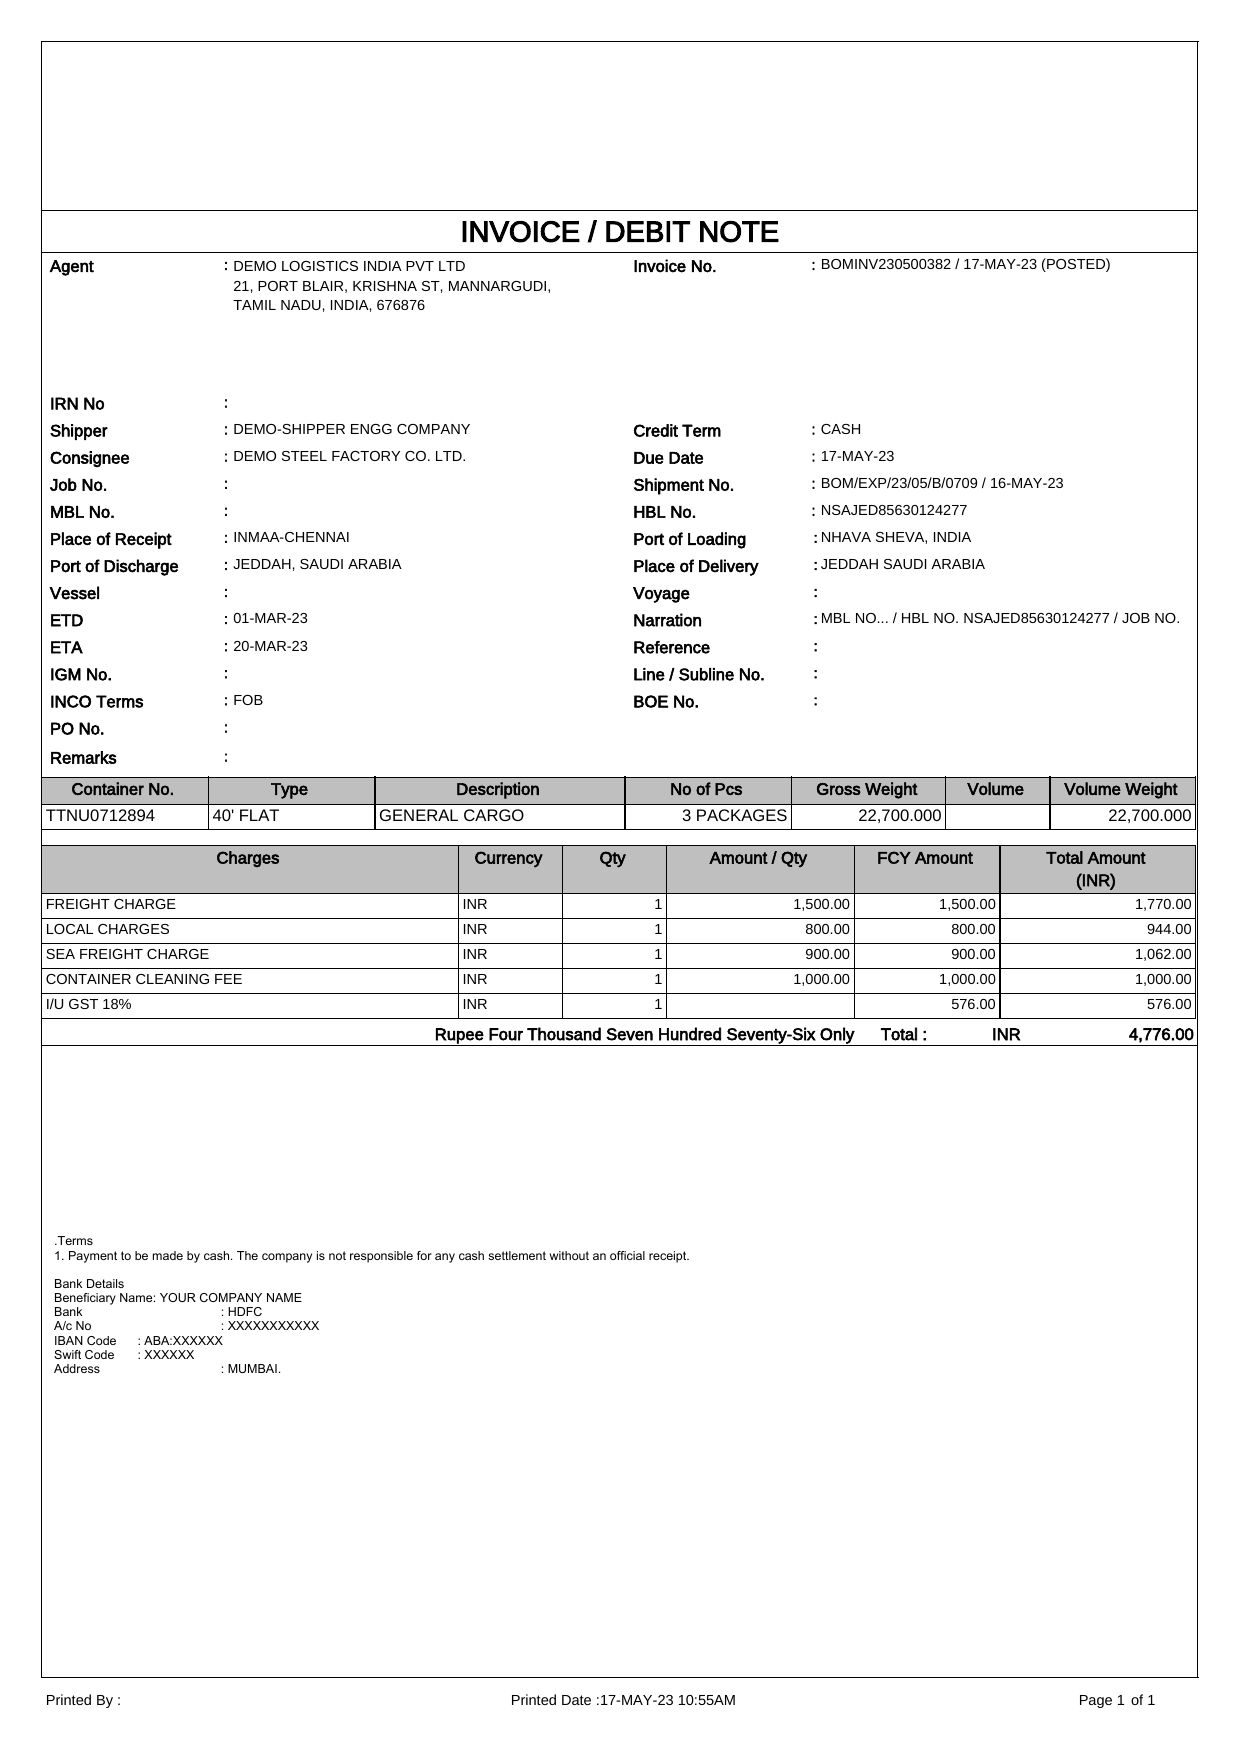 INVOICE / DEBIT NOTE
Agent : DEMO LOGISTICS INDIA PVT LTD Invoice No. : BOMINV230500382 / 17-MAY-23 (POSTED)
21, PORT BLAIR, KRISHNA ST, MANNARGUDI,
TAMIL NADU, INDIA, 676876
IRN No :
Shipper : DEMO-SHIPPER ENGG COMPANY Credit Term : CASH
Consignee : DEMO STEEL FACTORY CO. LTD. Due Date : 17-MAY-23
Job No. : Shipment No. : BOM/EXP/23/05/B/0709 / 16-MAY-23
MBL No. : HBL No. : NSAJED85630124277
Place of Receipt : INMAA-CHENNAI Port of Loading : NHAVA SHEVA, INDIA
Port of Discharge : JEDDAH, SAUDI ARABIA Place of Delivery : JEDDAH SAUDI ARABIA
Vessel : Voyage :
ETD : 01-MAR-23 Narration : MBL NO... / HBL NO. NSAJED85630124277 / JOB NO.
ETA : 20-MAR-23 Reference :
IGM No. : Line / Subline No. :
INCO Terms : FOB BOE No. :
PO No. :
Remarks :
Container No. Type Description No of Pcs Gross Weight Volume Volume Weight
TTNU0712894 40' FLAT GENERAL CARGO 3 PACKAGES 22,700.000 22,700.000
Charges Currency Qty Amount / Qty FCY Amount Total Amount
(INR)
FREIGHT CHARGE INR 1 1,500.00 1,500.00 1,770.00
LOCAL CHARGES INR 1 800.00 800.00 944.00
SEA FREIGHT CHARGE INR 1 900.00 900.00 1,062.00
CONTAINER CLEANING FEE INR 1 1,000.00 1,000.00 1,000.00
I/U GST 18% INR 1 576.00 576.00
Rupee Four Thousand Seven Hundred Seventy-Six Only Total : INR 4,776.00
.Terms
1. Payment to be made by cash. The company is not responsible for any cash settlement without an official receipt.
Bank Details
Beneficiary Name: YOUR COMPANY NAME
Bank : HDFC
A/c No : XXXXXXXXXXX
IBAN Code : ABA:XXXXXX
Swift Code : XXXXXX
Address : MUMBAI.
Printed By : Printed Date :17-MAY-23 10:55AM Page 1 of 1